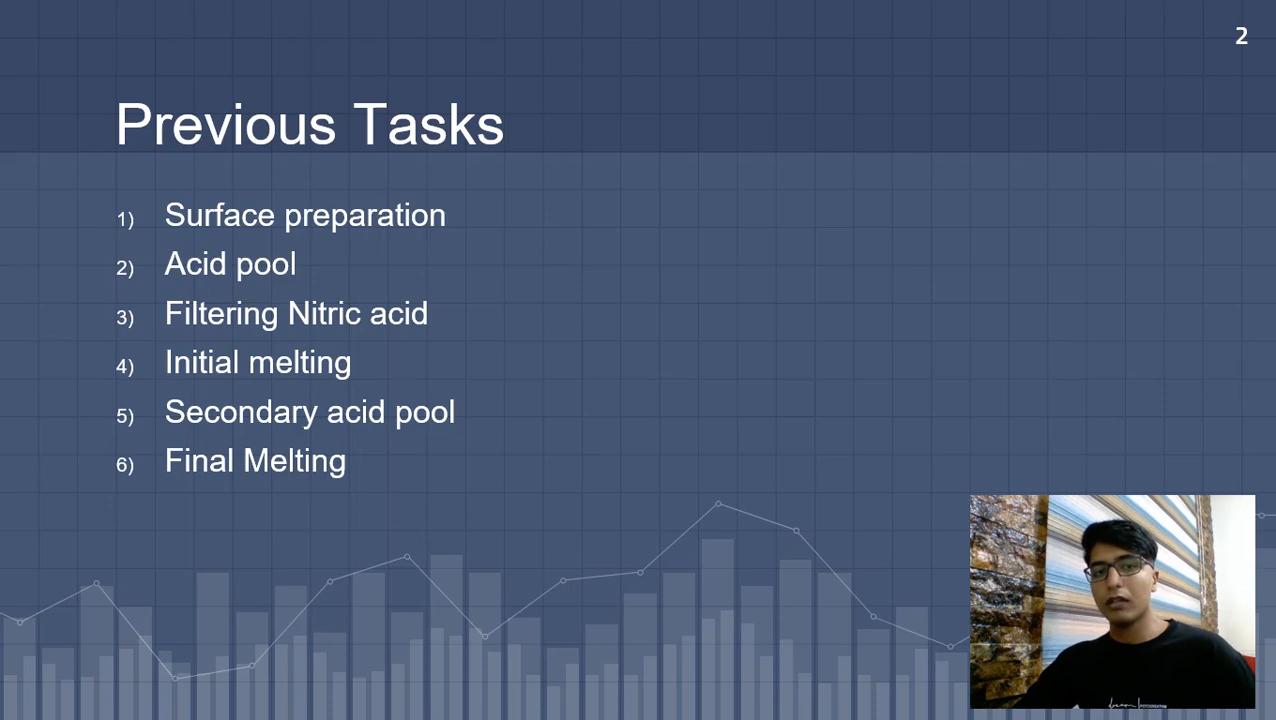 2
Previous Tasks
1) Surface preparation
2) Acid pool
3) Filtering Nitric acid
4) Initial melting
5) Secondary acid pool
6) Final Melting